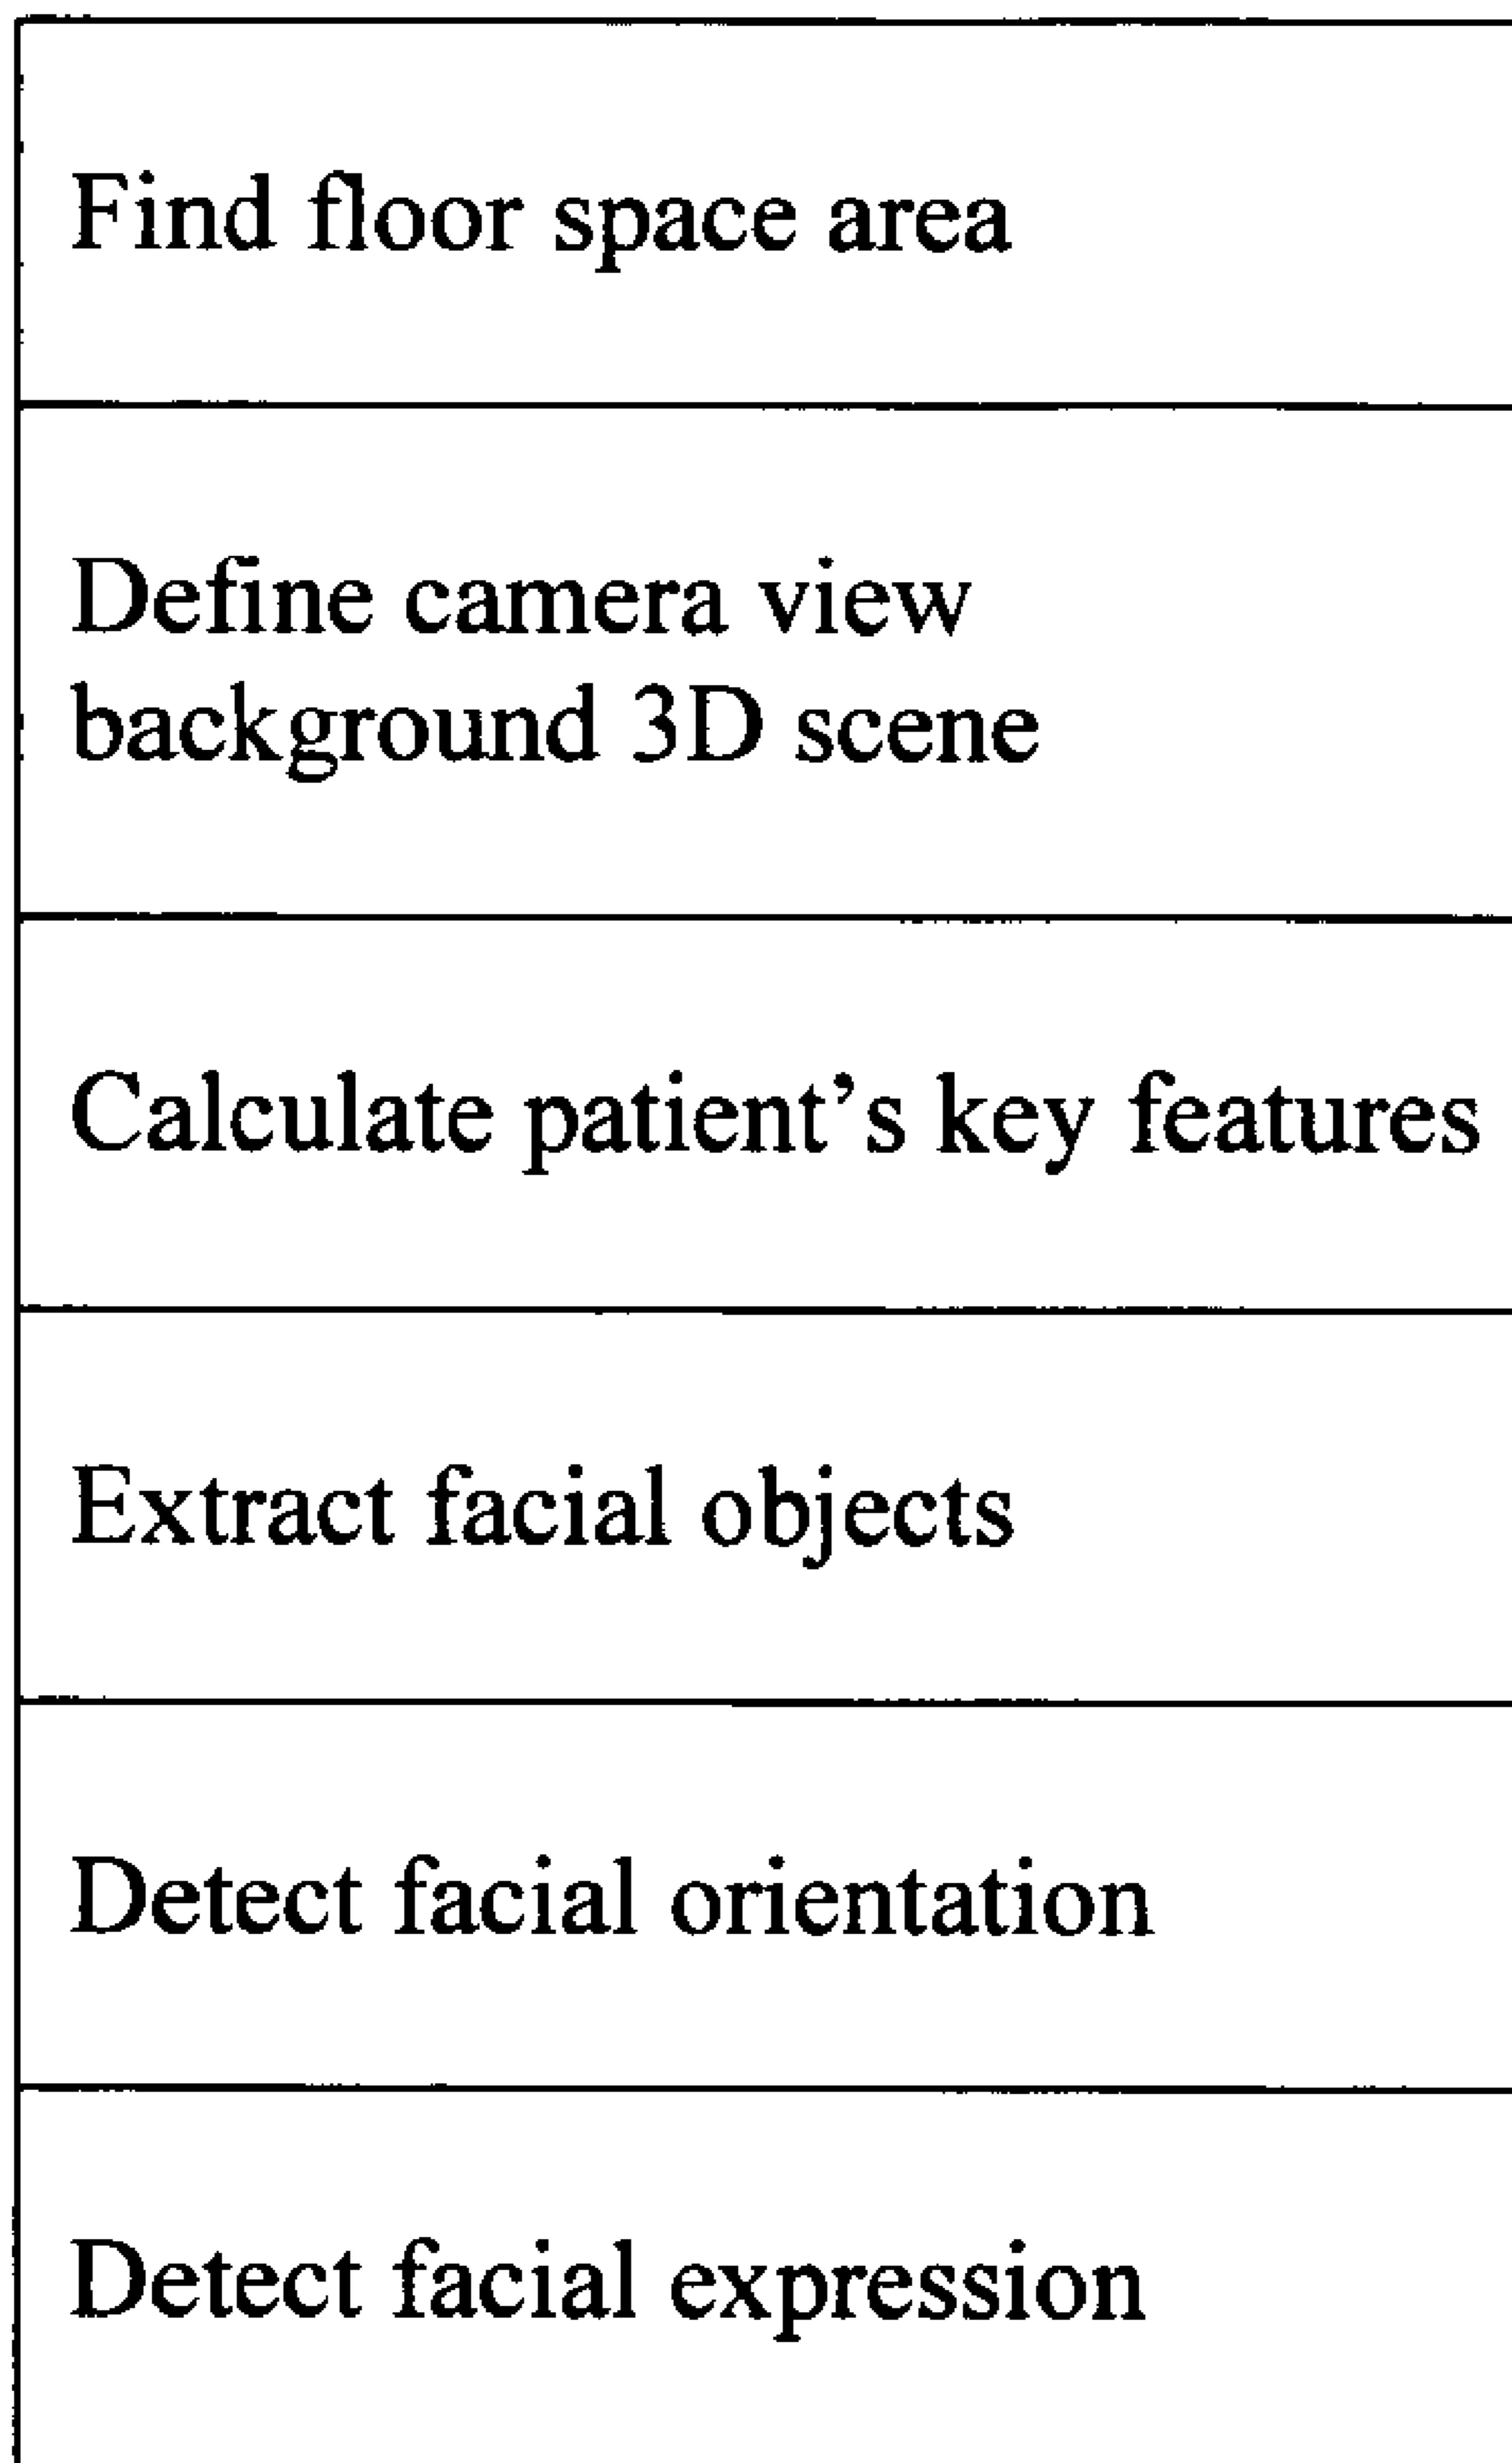 Find floor space area
Define camera view
background 3D scene
Calculate patient’s key features
Extract facial objects
Detect facial orientation
Detect facial expression